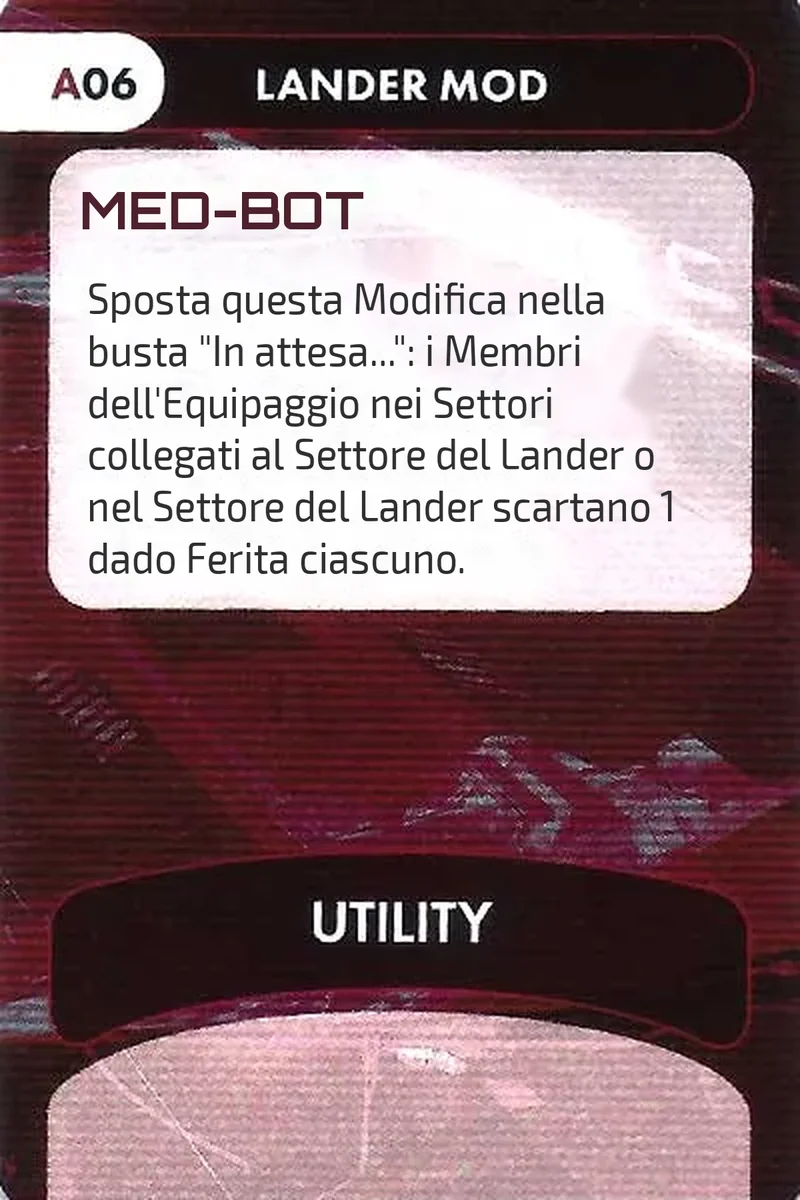 A06
LANDER MOD
MED-BOT
Sposta questa Modifica nella
busta "In attesa...": i Membri
dell'Equipaggio nei Settori
collegati al Settore del Lander o
nel Settore del Lander scartano 1
dado Ferita ciascuno.
UTILITY